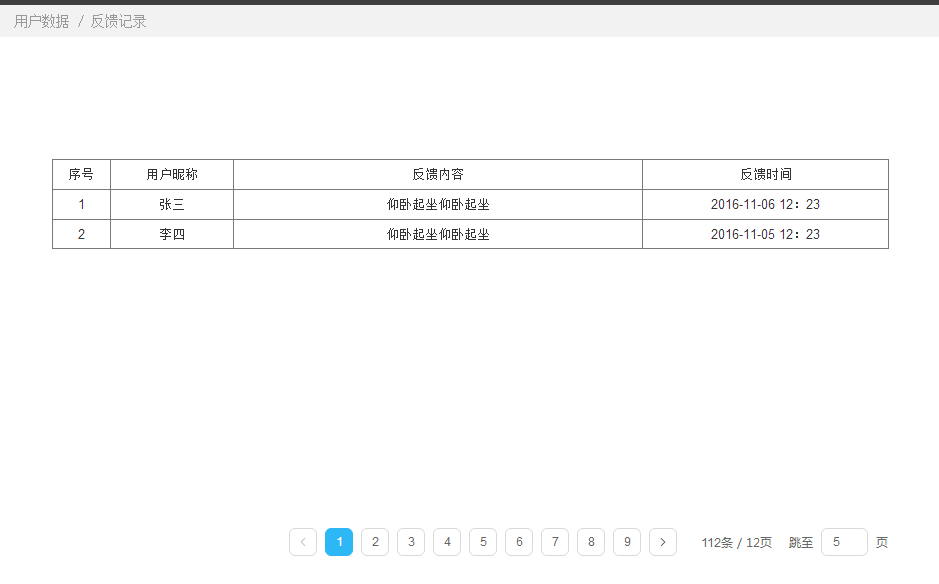 用户数据 / 反馈记录
序号 用户昵称 反馈内容 反馈时间
1 张三 仰卧起坐仰卧起坐 2016-11-06 12：23
2 李四 仰卧起坐仰卧起坐 2016-11-05 12：23
< 1 2 3 4 5 6 7 8 9 > 112条 / 12页 跳至 5 页